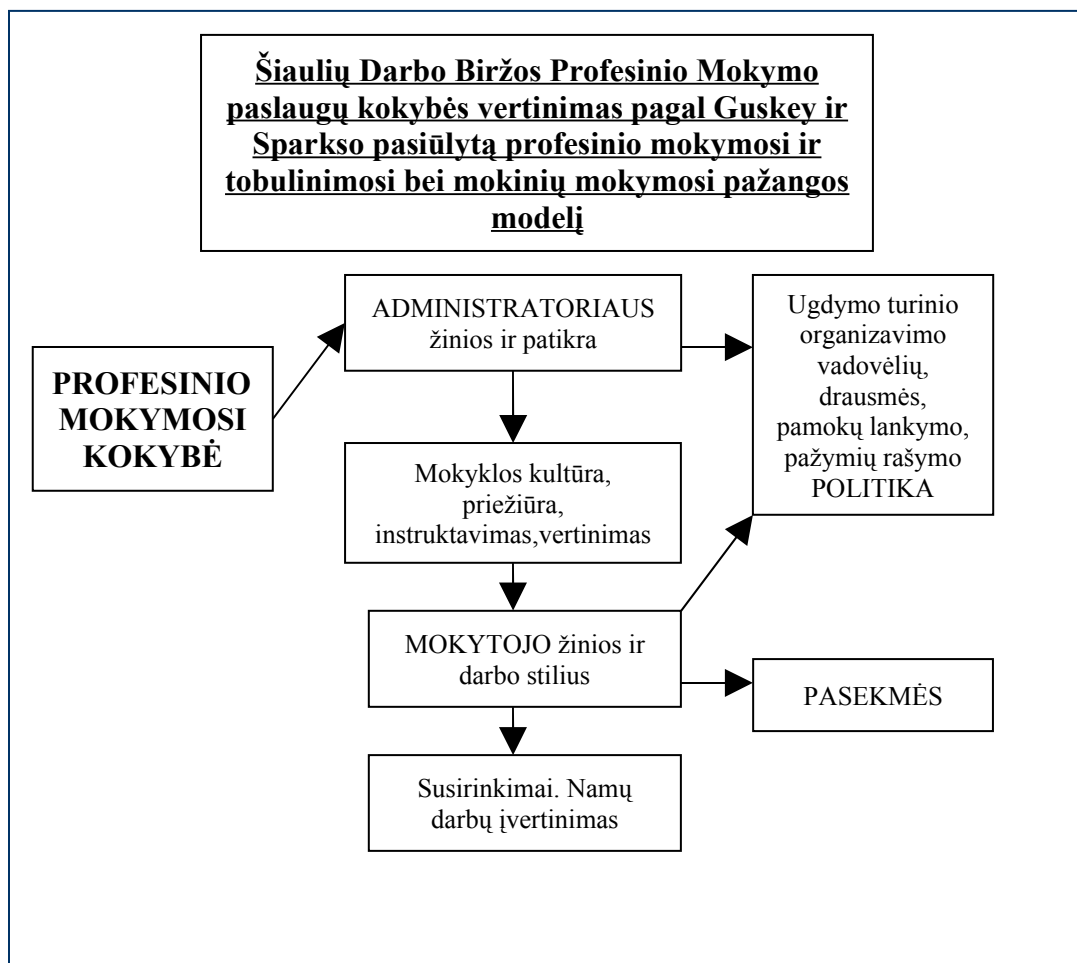 Šiaulių Darbo Biržos Profesinio Mokymo
paslaugų kokybės vertinimas pagal Guskey ir
Sparkso pasiūlytą profesinio mokymosi ir
tobulinimosi bei mokinių mokymosi pažangos
modelį
PROFESINIO
MOKYMOSI
KOKYBĖ
ADMINISTRATORIAUS
žinios ir patikra
Ugdymo turinio
organizavimo
vadovėlių,
drausmės,
pamokų lankymo,
pažymių rašymo
POLITIKA
Mokyklos kultūra,
priežiūra,
instruktavimas,vertinimas
MOKYTOJO žinios ir
darbo stilius
PASEKMĖS
Susirinkimai. Namų
darbų įvertinimas